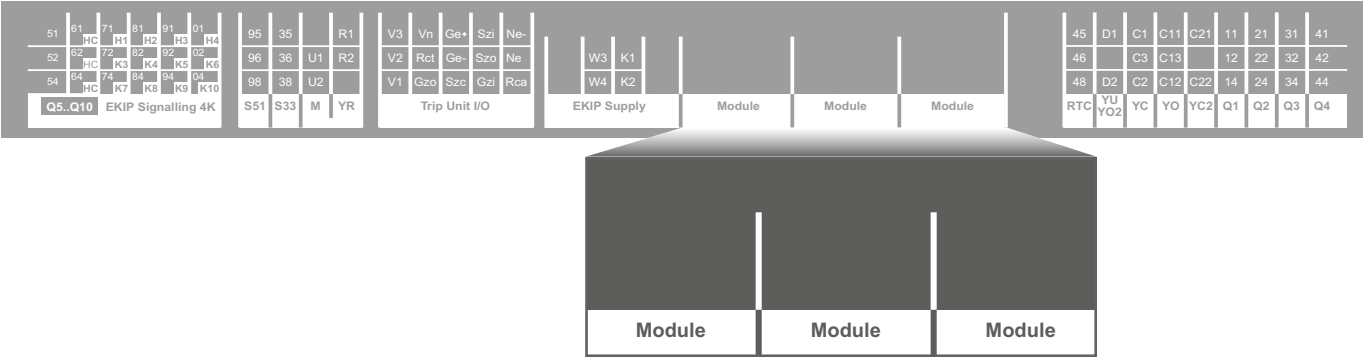 51 61 HC 71 H1 81 H2 91 H3 01 H4 95 35 R1 V3 Vn Ge• Szi Ne- 45 D1 C1 C11 C21 11 21 31 41
52 62 HC 72 K3 82 K4 92 K5 02 K6 96 36 U1 R2 V2 Rct Ge- Szo Ne W3 K1 46 C3 C13 12 22 32 42
54 64 HC 74 K7 84 K8 94 K9 04 K10 98 38 U2 V1 Gzo Szc Gzi Rca W4 K2 48 D2 C2 C12 C22 14 24 34 44
Q5..Q10 EKIP Signalling 4K S51 S33 M YR Trip Unit I/O EKIP Supply Module Module Module RTC YU YO2 YC YO YC2 Q1 Q2 Q3 Q4
Module Module Module